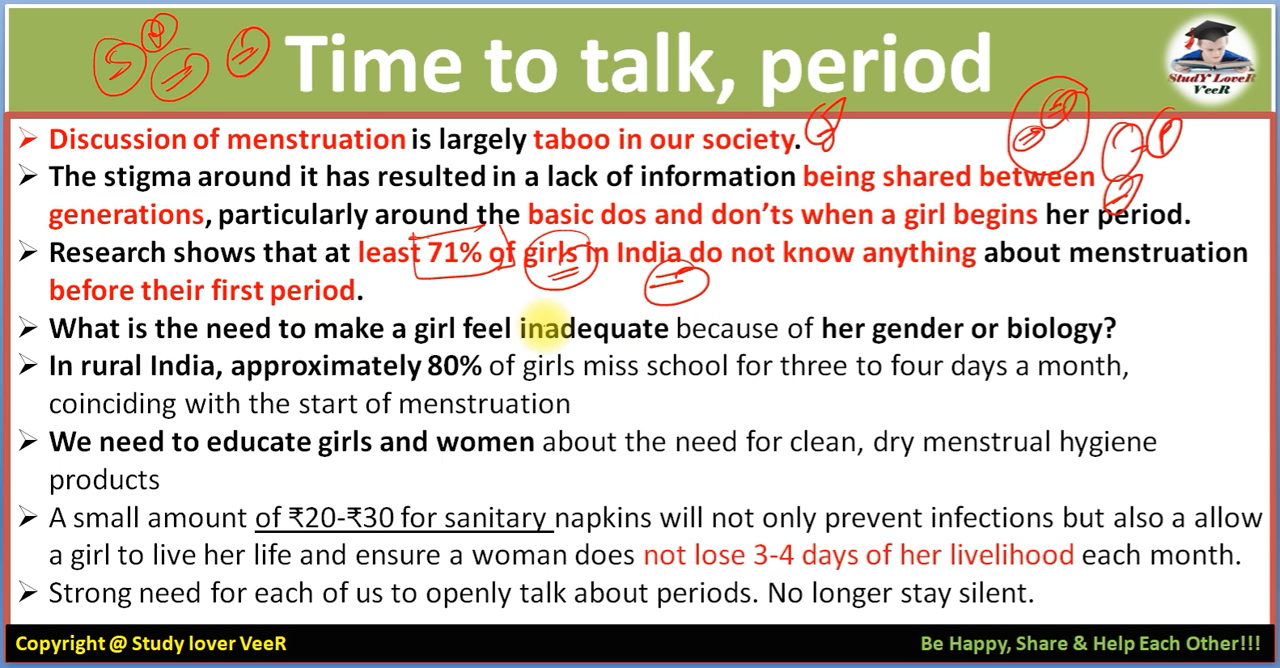 Time to talk, period
StudY LoveR
VeeR
➢ Discussion of menstruation is largely taboo in our society.
➢ The stigma around it has resulted in a lack of information being shared between
generations, particularly around the basic dos and don'ts when a girl begins her period.
➢ Research shows that at least 71% of girls in India do not know anything about menstruation
before their first period.
➢ What is the need to make a girl feel inadequate because of her gender or biology?
➢ In rural India, approximately 80% of girls miss school for three to four days a month,
coinciding with the start of menstruation
➢ We need to educate girls and women about the need for clean, dry menstrual hygiene
products
➢ A small amount of ₹20-₹30 for sanitary napkins will not only prevent infections but also a allow
a girl to live her life and ensure a woman does not lose 3-4 days of her livelihood each month.
➢ Strong need for each of us to openly talk about periods. No longer stay silent.
Copyright @ Study lover VeeR
Be Happy, Share & Help Each Other!!!